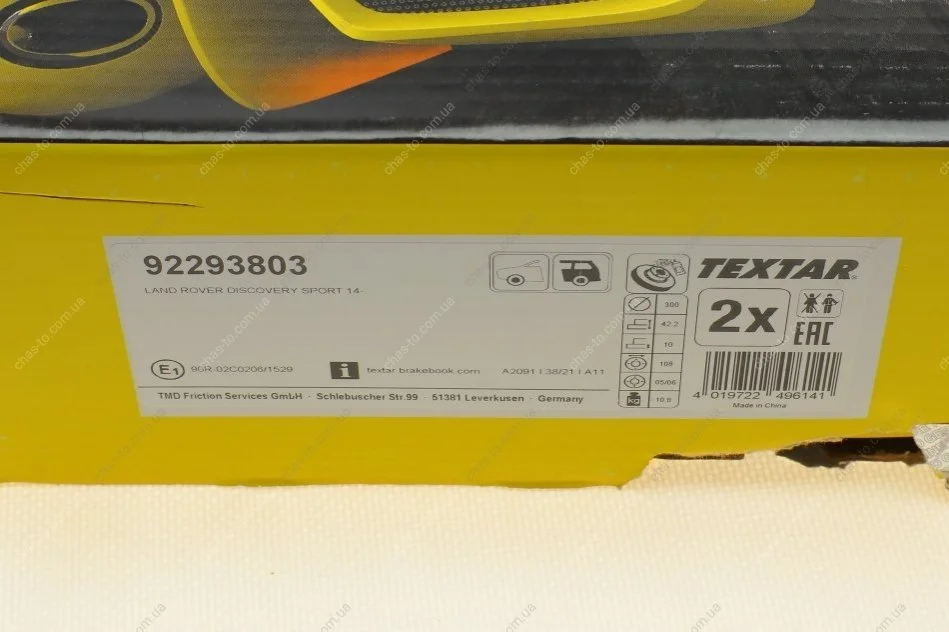 92293803
LAND ROVER DISCOVERY SPORT 14-
E1 90R-02C0206/1529
i textar brakebook com A2091 I 38/21 I A11
TMD Friction Services GmbH - Schlebuscher Str.99 - 51381 Leverkusen - Germany
300
42.2
10
108
05/06
kg 10.8
TEXTAR
2x
EAC
4 019722 496141
Made in China
chas-to.com.ua